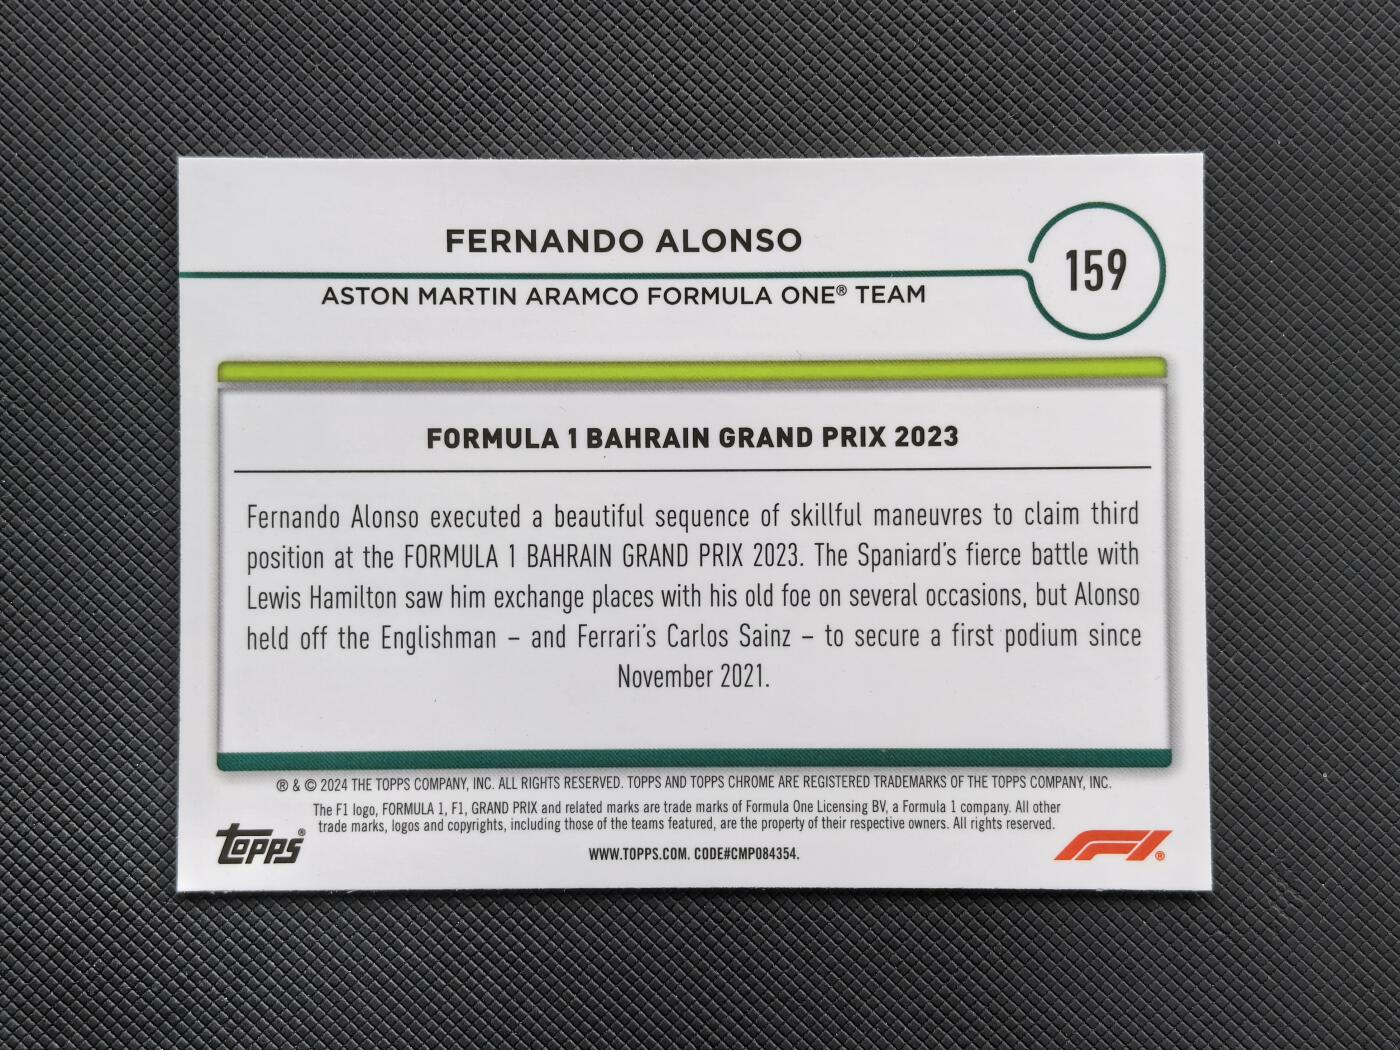 FERNANDO ALONSO
159
ASTON MARTIN ARAMCO FORMULA ONE® TEAM
FORMULA 1 BAHRAIN GRAND PRIX 2023
Fernando Alonso executed a beautiful sequence of skillful maneuvres to claim third
position at the FORMULA 1 BAHRAIN GRAND PRIX 2023. The Spaniard's fierce battle with
Lewis Hamilton saw him exchange places with his old foe on several occasions, but Alonso
held off the Englishman – and Ferrari's Carlos Sainz – to secure a first podium since
November 2021.
® & © 2024 THE TOPPS COMPANY, INC. ALL RIGHTS RESERVED. TOPPS AND TOPPS CHROME ARE REGISTERED TRADEMARKS OF THE TOPPS COMPANY, INC.
The F1 logo, FORMULA 1, F1, GRAND PRIX and related marks are trade marks of Formula One Licensing BV, a Formula 1 company. All other
trade marks, logos and copyrights, including those of the teams featured, are the property of their respective owners. All rights reserved.
Topps®
WWW.TOPPS.COM. CODE#CMP084354.
F1®